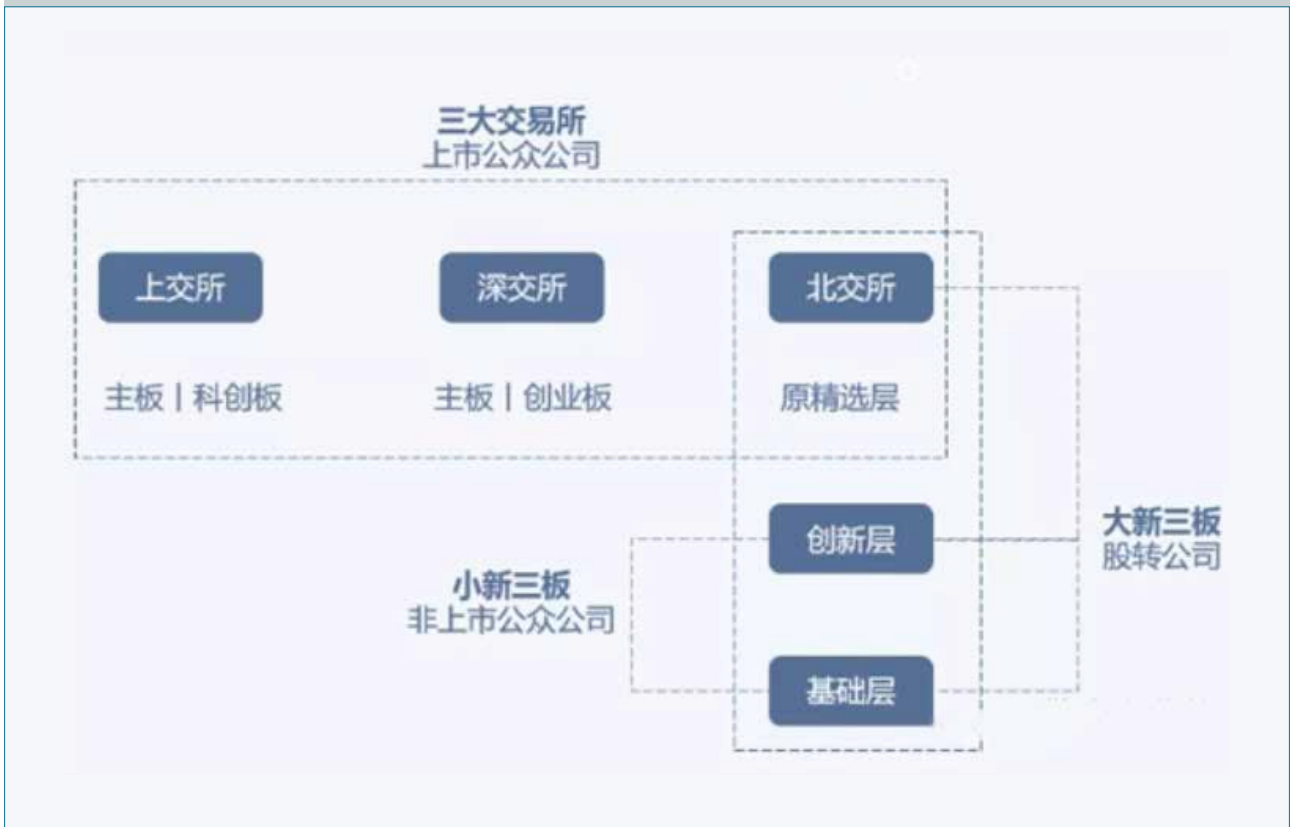 三大交易所
上市公众公司
上交所
深交所
北交所
主板丨科创板
主板丨创业板
原精选层
创新层
大新三板
股转公司
小新三板
非上市公众公司
基础层